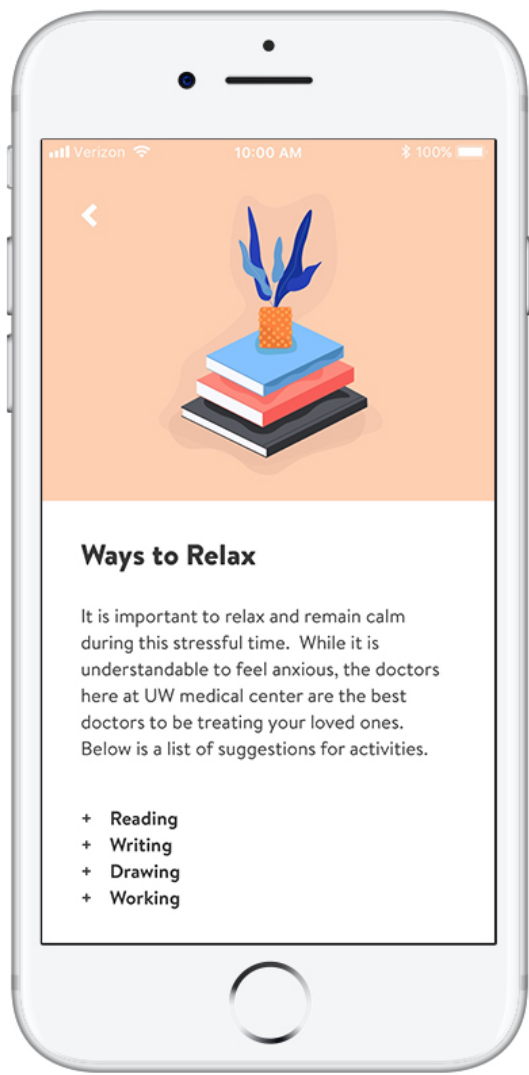 Verizon 10:00 AM 100%
Ways to Relax
It is important to relax and remain calm
during this stressful time.  While it is
understandable to feel anxious, the doctors
here at UW medical center are the best
doctors to be treating your loved ones.
Below is a list of suggestions for activities.
+ Reading
+ Writing
+ Drawing
+ Working